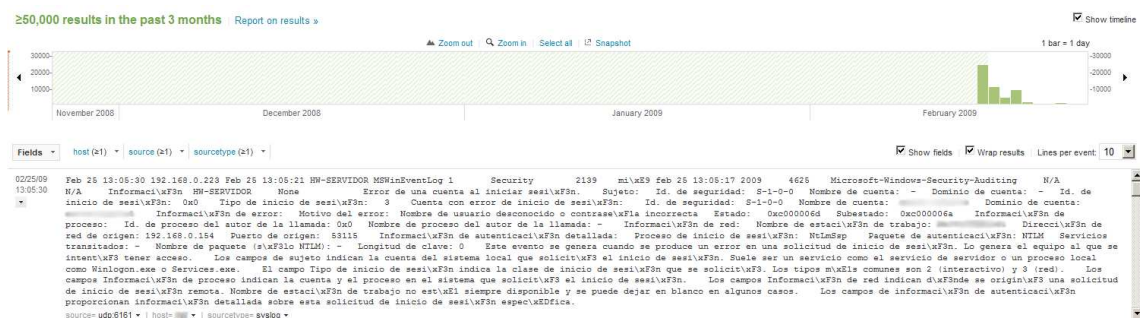 ≥50,000 results in the past 3 months Report on results »
Show timeline
Zoom out Zoom in Select all Snapshot
1 bar = 1 day
30000 30000
20000 20000
10000 10000
November 2008 December 2008 January 2009 February 2009
Fields host (≥1) source (≥1) sourcetype (≥1)
Show fields Wrap results Lines per event: 10
02/25/09 Feb 25 13:05:30 192.168.0.223 Feb 25 13:05:21 HW-SERVIDOR MSWinEventLog 1 Security 2139 mi\xE9 feb 25 13:05:17 2009 4625 Microsoft-Windows-Security-Auditing N/A
13:05:30 N/A Informaci\xF3n HW-SERVIDOR None Error de una cuenta al iniciar sesi\xF3n. Sujeto: Id. de seguridad: S-1-0-0 Nombre de cuenta: - Dominio de cuenta: - Id. de
inicio de sesi\xF3n: 0x0 Tipo de inicio de sesi\xF3n: 3 Cuenta con error de inicio de sesi\xF3n: Id. de seguridad: S-1-0-0 Nombre de cuenta: Dominio de cuenta:
Informaci\xF3n de error: Motivo del error: Nombre de usuario desconocido o contrase\xF1a incorrecta Estado: 0xc000006d Subestado: 0xc000006a Informaci\xF3n de
proceso: Id. de proceso del autor de la llamada: 0x0 Nombre de proceso del autor de la llamada: - Informaci\xF3n de red: Nombre de estaci\xF3n de trabajo: Direcci\xF3n de
red de origen: 192.168.0.154 Puerto de origen: 53115 Informaci\xF3n de autenticaci\xF3n detallada: Proceso de inicio de sesi\xF3n: NtLmSsp Paquete de autenticaci\xF3n: NTLM Servicios
transitados: - Nombre de paquete (s\xF3lo NTLM): - Longitud de clave: 0 Este evento se genera cuando se produce un error en una solicitud de inicio de sesi\xF3n. Lo genera el equipo al que se
intent\xF3 tener acceso. Los campos de sujeto indican la cuenta del sistema local que solicit\xF3 el inicio de sesi\xF3n. Suele ser un servicio como el servicio de servidor o un proceso local
como Winlogon.exe o Services.exe. El campo Tipo de inicio de sesi\xF3n indica la clase de inicio de sesi\xF3n que se solicit\xF3. Los tipos m\xE1s comunes son 2 (interactivo) y 3 (red). Los
campos Informaci\xF3n de proceso indican la cuenta y el proceso en el sistema que solicit\xF3 el inicio de sesi\xF3n. Los campos Informaci\xF3n de red indican d\xF3nde se origin\xF3 una solicitud
de inicio de sesi\xF3n remota. Nombre de estaci\xF3n de trabajo no est\xE1 siempre disponible y se puede dejar en blanco en algunos casos. Los campos de informaci\xF3n de autenticaci\xF3n
proporcionan informaci\xF3n detallada sobre esta solicitud de inicio de sesi\xF3n espec\xEDfica.
source= udp:6161 host= sourcetype= syslog